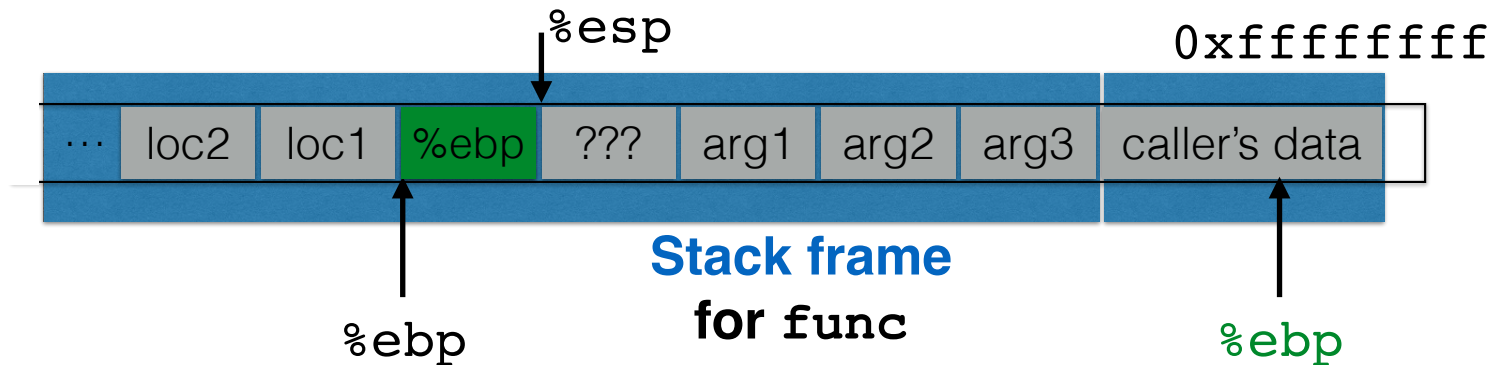 %esp
0xffffffff
... loc2 loc1 %ebp ??? arg1 arg2 arg3 caller's data
Stack frame
for func
%ebp
%ebp